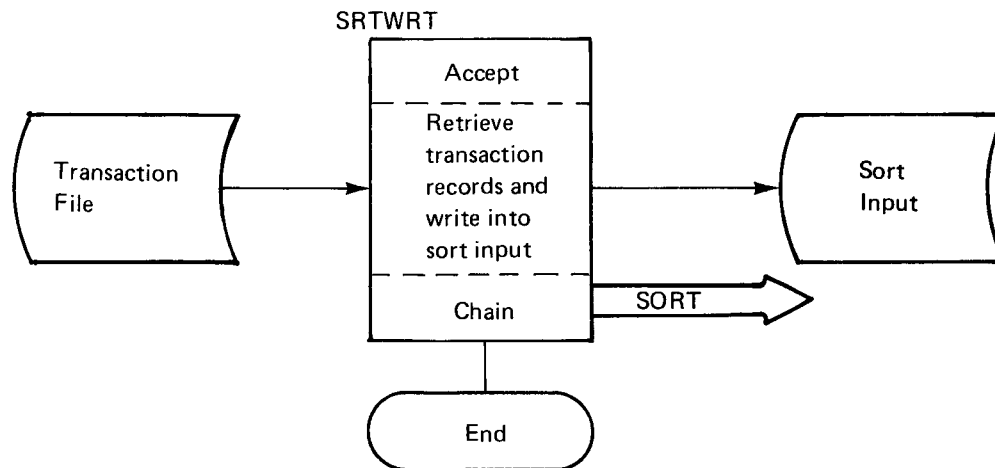 SRTWRT
Accept
Transaction
File
Retrieve
transaction
records and
write into
sort input
Sort
Input
Chain
SORT
End